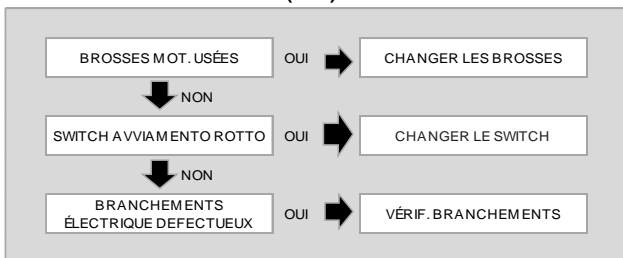 BROSSES MOT. USÉES OUI CHANGER LES BROSSES
NON
SWITCH AVVIAMENTO ROTTO OUI CHANGER LE SWITCH
NON
BRANCHEMENTS
ÉLECTRIQUE DEFECTUEUX OUI VÉRIF. BRANCHEMENTS